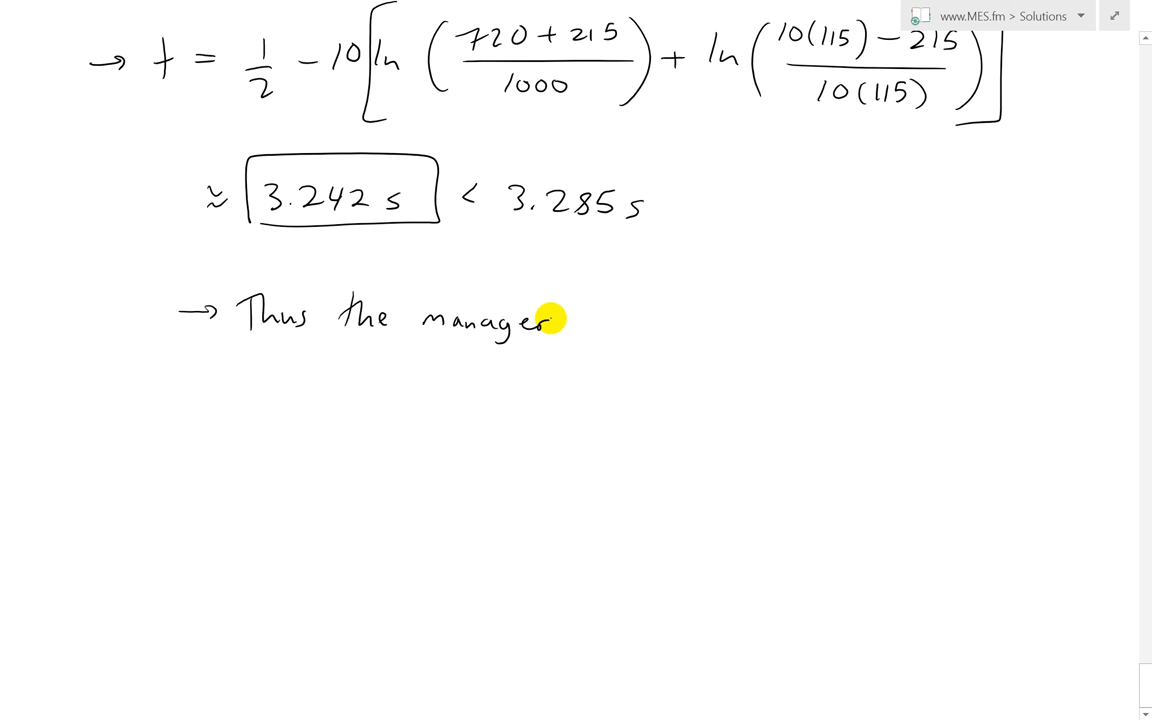 www.MES.fm > Solutions
→ t = 1/2 − 10[ln((720 + 215)/1000) + ln((10(115) − 215)/(10(115)))]
≈ 3.242 s < 3.285 s
→ Thus the manager